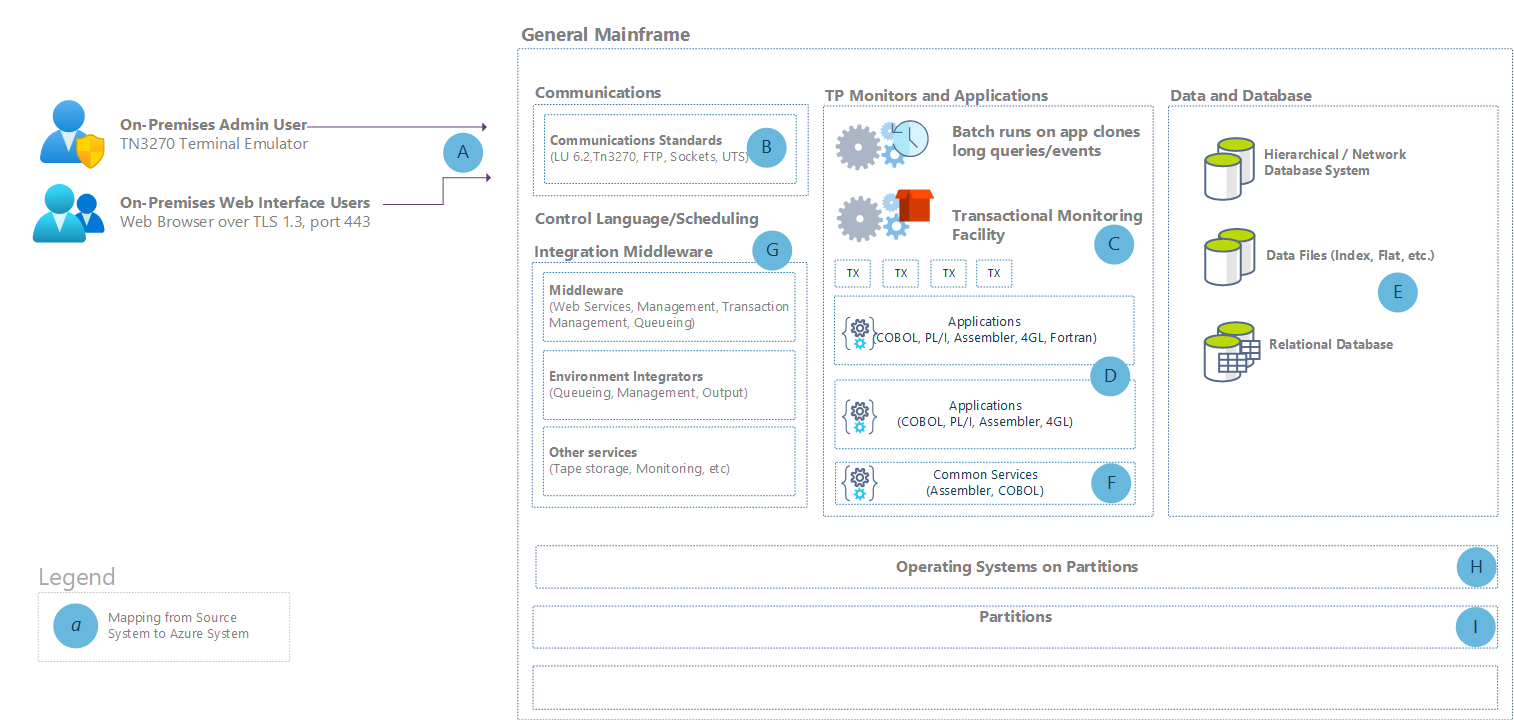 General Mainframe
On-Premises Admin User
TN3270 Terminal Emulator
A
On-Premises Web Interface Users
Web Browser over TLS 1.3, port 443
Communications
Communications Standards
(LU 6.2,Tn3270, FTP, Sockets, UTS)
B
Control Language/Scheduling
Integration Middleware
G
Middleware
(Web Services, Management, Transaction
Management, Queueing)
Environment Integrators
(Queueing, Management, Output)
Other services
(Tape storage, Monitoring, etc)
TP Monitors and Applications
Batch runs on app clones
long queries/events
Transactional Monitoring
Facility
C
TX
TX
TX
TX
Applications
(COBOL, PL/I, Assembler, 4GL, Fortran)
D
Applications
(COBOL, PL/I, Assembler, 4GL)
Common Services
(Assembler, COBOL)
F
Data and Database
Hierarchical / Network
Database System
Data Files (Index, Flat, etc.)
E
Relational Database
Operating Systems on Partitions
H
Partitions
I
Legend
a
Mapping from Source
System to Azure System